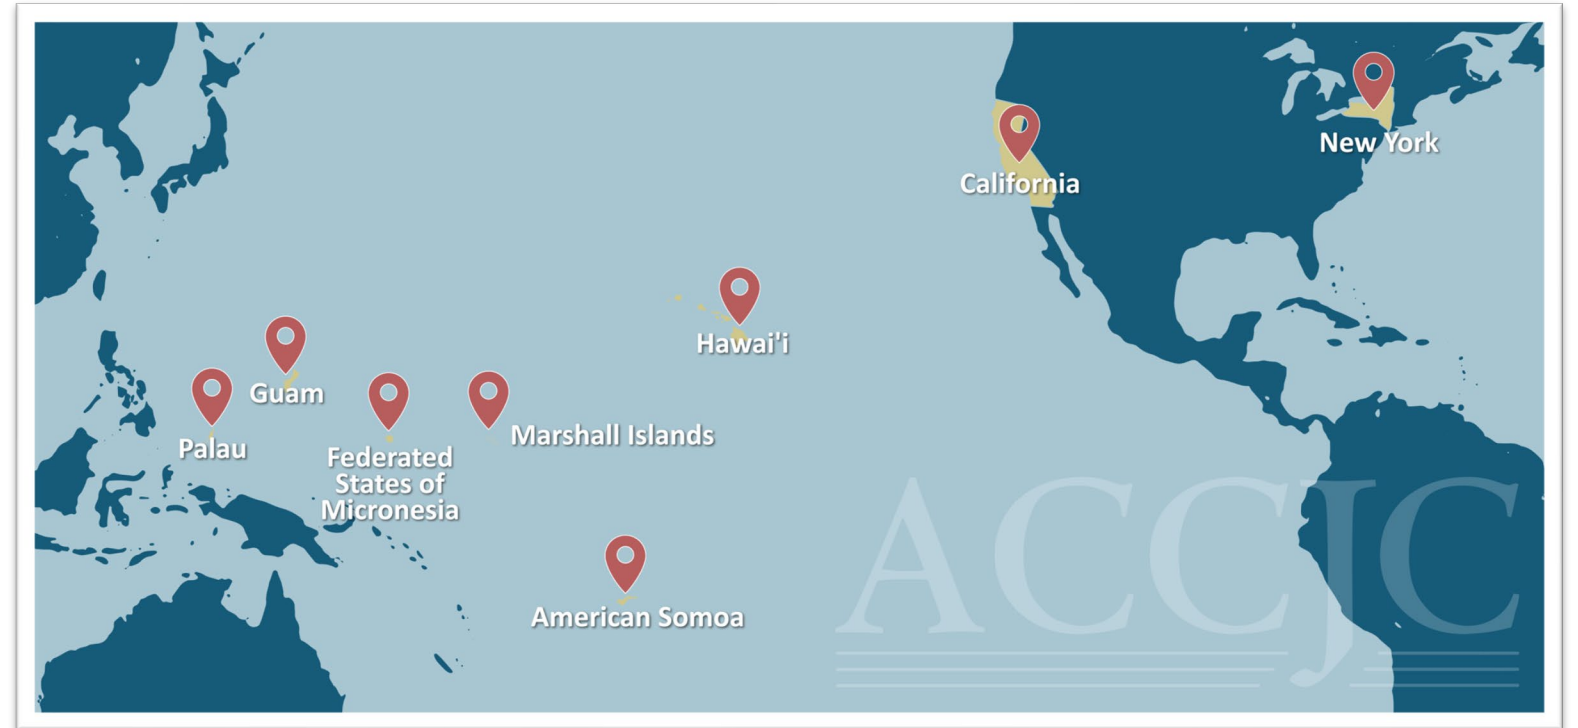 New York
California
Hawai'i
Guam
Palau
Federated
States of
Micronesia
Marshall Islands
American Somoa
ACCJC